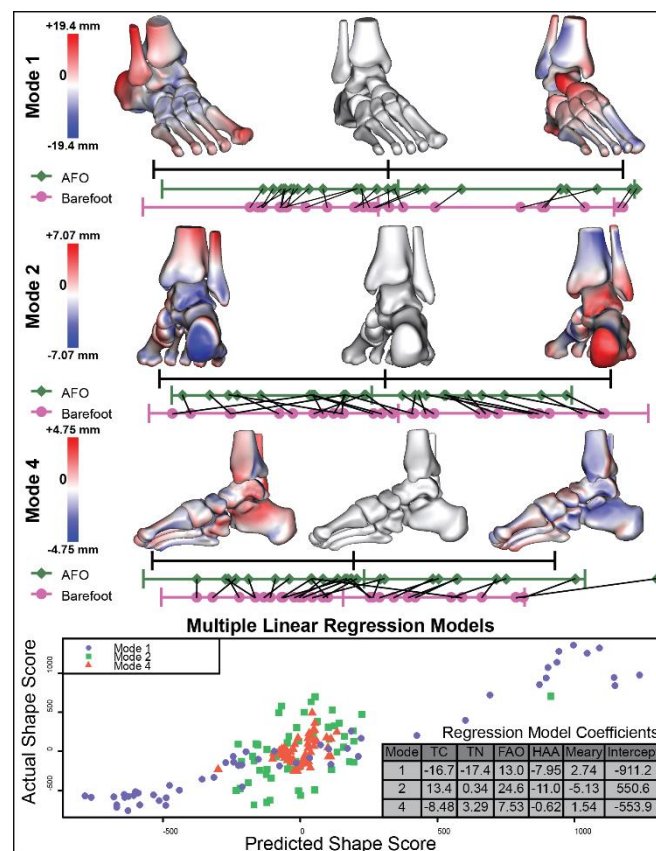 +19.4 mm
Mode 1
0
-19.4 mm
AFO
Barefoot
+7.07 mm
Mode 2
0
-7.07 mm
AFO
Barefoot
+4.75 mm
Mode 4
0
-4.75 mm
AFO
Barefoot
Multiple Linear Regression Models
Mode 1
Mode 2
Mode 4
Actual Shape Score
1000
500
0
-500
Regression Model Coefficients
Mode TC TN FAO HAA Meary Intercept
1 -16.7 -17.4 13.0 -7.95 2.74 -911.2
2 13.4 0.34 24.6 -11.0 -5.13 550.6
4 -8.48 3.29 7.53 -0.62 1.54 -553.9
-500 0 500 1000
Predicted Shape Score